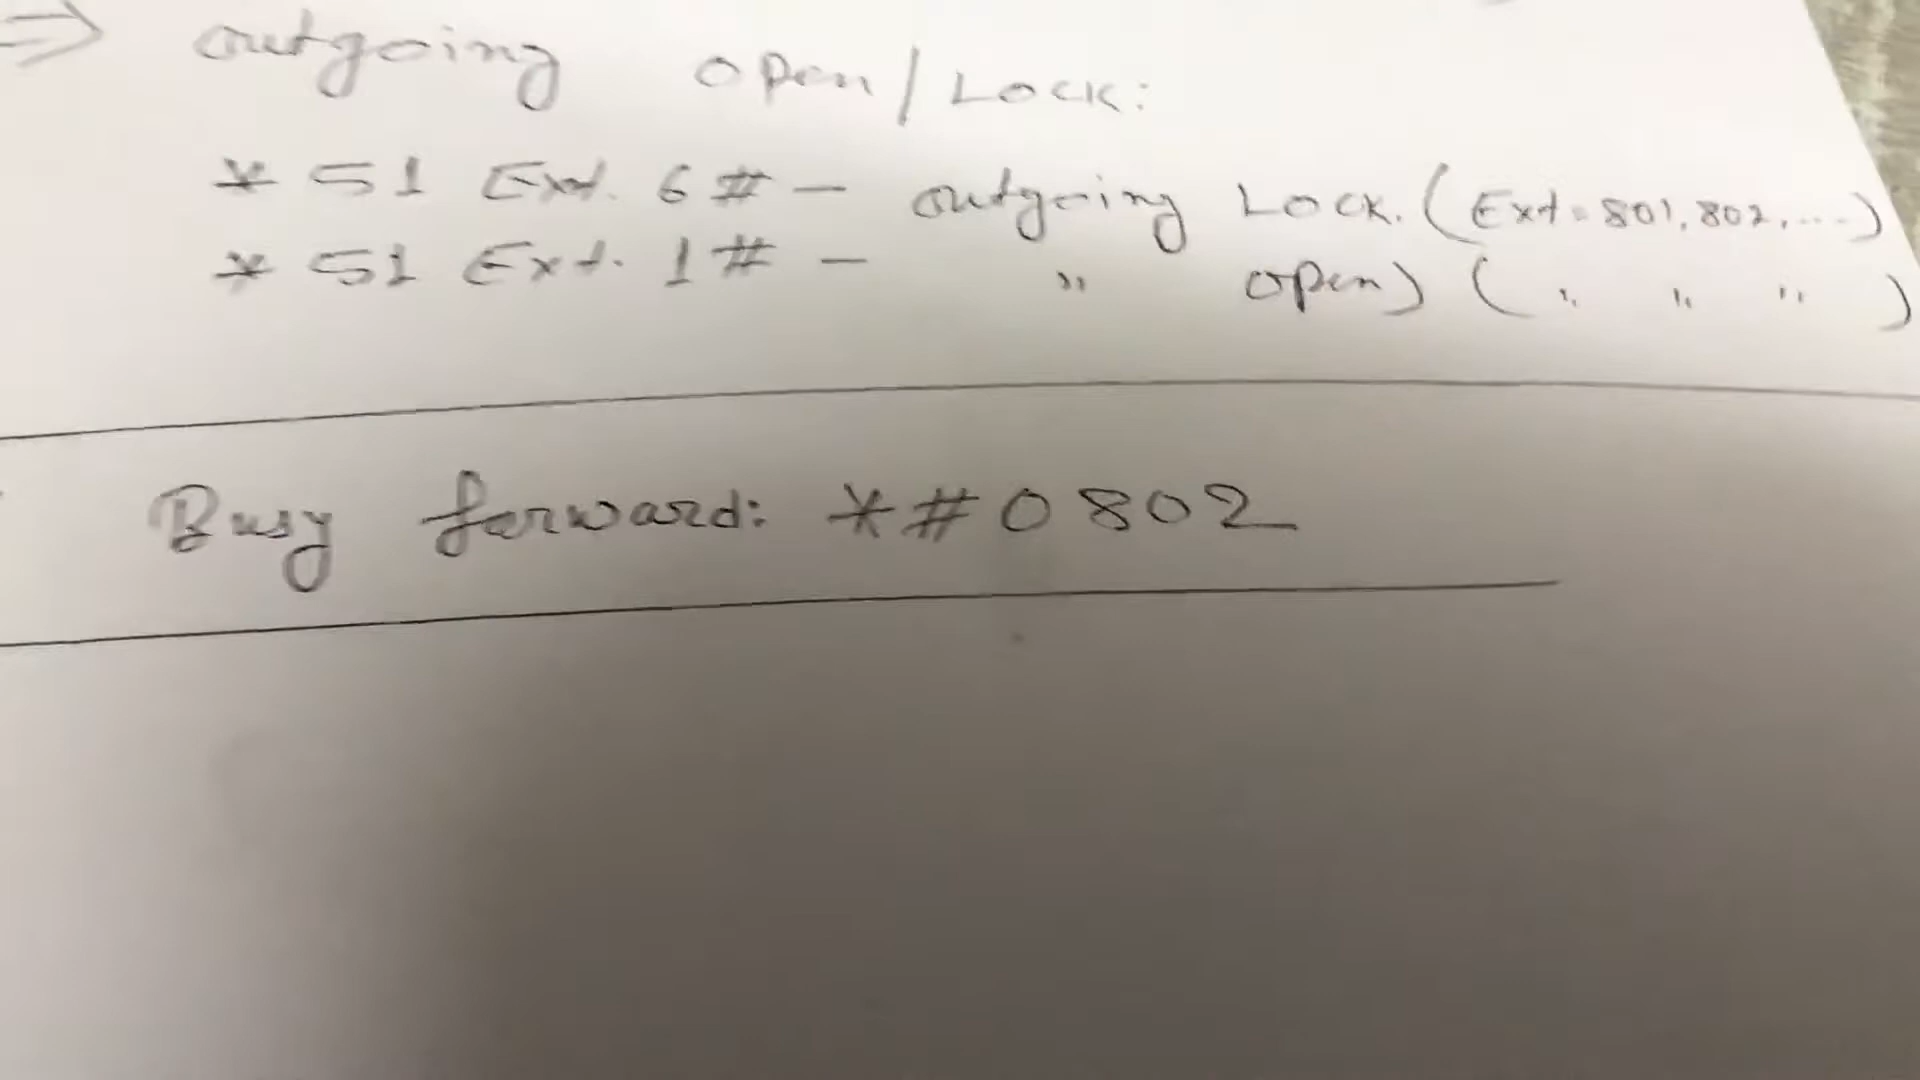 ⇒ outgoing open/Lock:
* 51 Ext. 6 # – outgoing Lock. (Ext = 801, 802, ....)
* 51 Ext. 1 # – " open) ( " " " )
Busy forward: *#0802